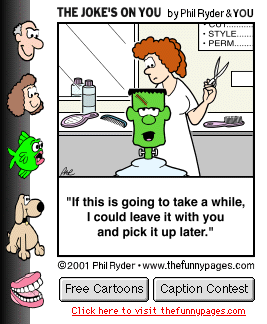 THE JOKE'S ON YOU by Phil Ryder & YOU
• CUT..........
• STYLE.....
• PERM....
"If this is going to take a while,
I could leave it with you
and pick it up later."
©2001 Phil Ryder • www.thefunnypages.com
Free Cartoons
Caption Contest
Click here to visit thefunnypages.com